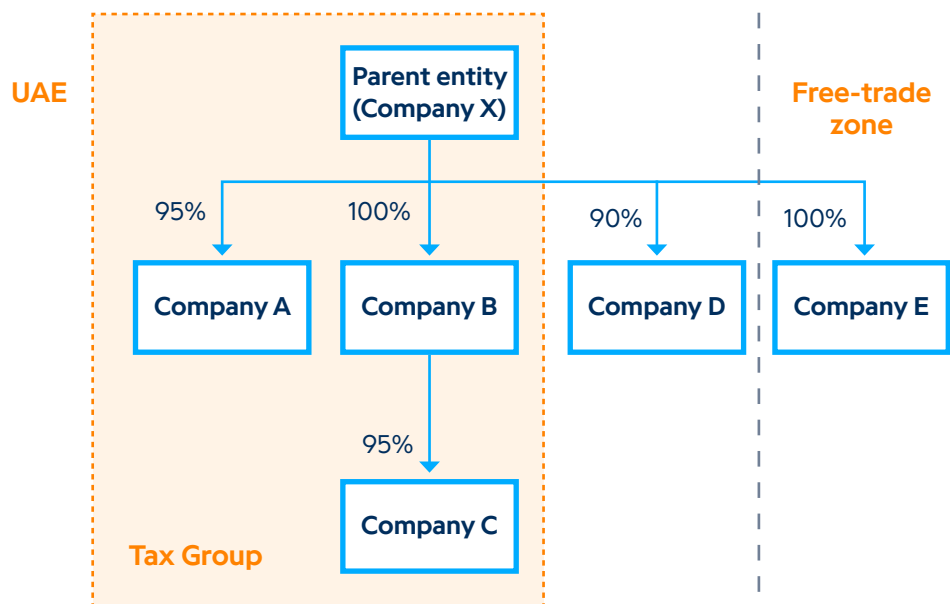 UAE
Parent entity
(Company X)
Free-trade
zone
95%
100%
90%
100%
Company A
Company B
Company D
Company E
95%
Company C
Tax Group